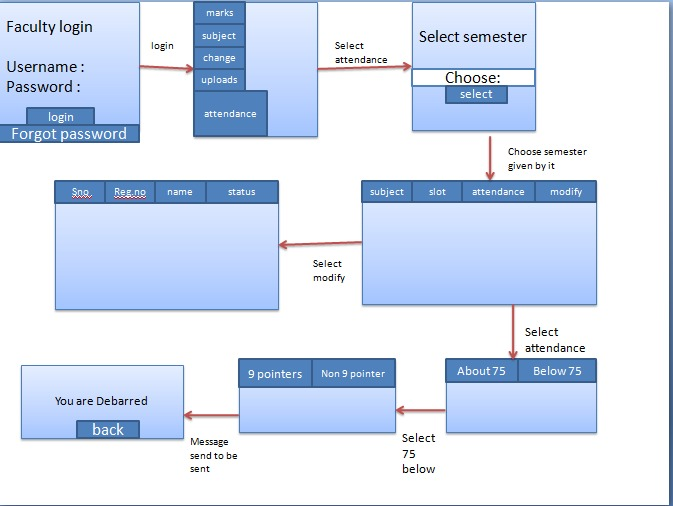 Faculty login
Username :
Password :
login
Forgot password
login
marks
subject
change
uploads
attendance
Select
attendance
Select semester
Choose:
select
Choose semester
given by it
Sno.
Reg.no
name
status
subject
slot
attendance
modify
Select
modify
Select
attendance
You are Debarred
back
9 pointers
Non 9 pointer
About 75
Below 75
Message
send to be
sent
Select
75
below